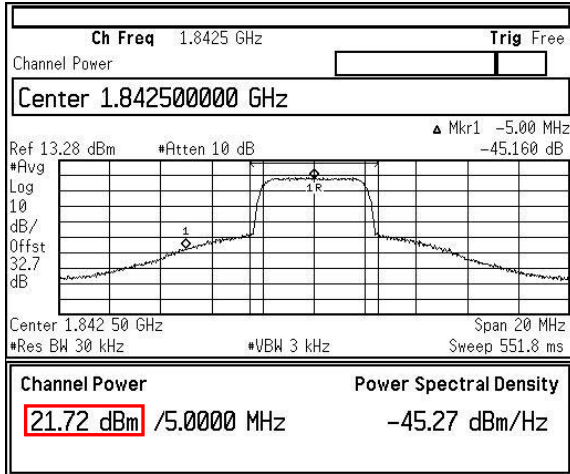 Ch Freq 1.8425 GHz Trig Free
Channel Power
Center 1.842500000 GHz
Δ Mkr1 -5.00 MHz
Ref 13.28 dBm #Atten 10 dB -45.160 dB
#Avg
Log
10
dB/
Offst
32.7
dB
1R
1
Center 1.842 50 GHz Span 20 MHz
#Res BW 30 kHz #VBW 3 kHz Sweep 551.8 ms
Channel Power Power Spectral Density
21.72 dBm /5.0000 MHz -45.27 dBm/Hz